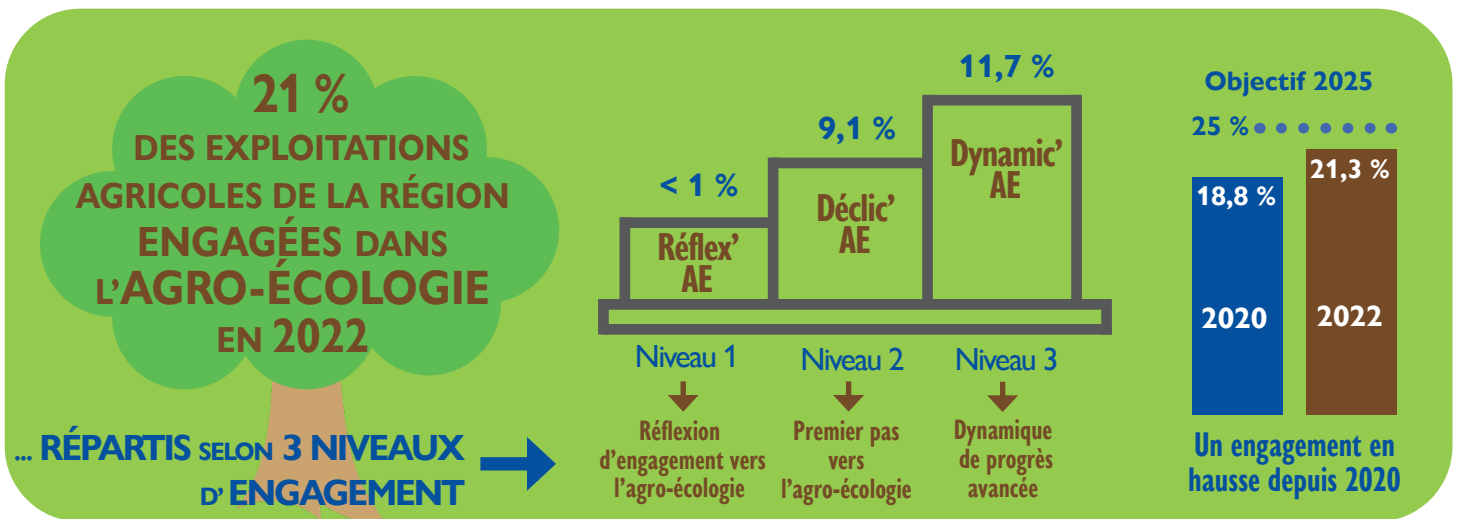 21 %
DES EXPLOITATIONS
AGRICOLES DE LA RÉGION
ENGAGÉES DANS
L'AGRO-ÉCOLOGIE
EN 2022
... RÉPARTIS SELON 3 NIVEAUX
D' ENGAGEMENT
< 1 %
Réflex'
AE
Niveau 1
Réflexion
d'engagement vers
l'agro-écologie
9,1 %
Déclic'
AE
Niveau 2
Premier pas
vers
l'agro-écologie
11,7 %
Dynamic'
AE
Niveau 3
Dynamique
de progrès
avancée
Objectif 2025
25 %
18,8 %
2020
21,3 %
2022
Un engagement en
hausse depuis 2020